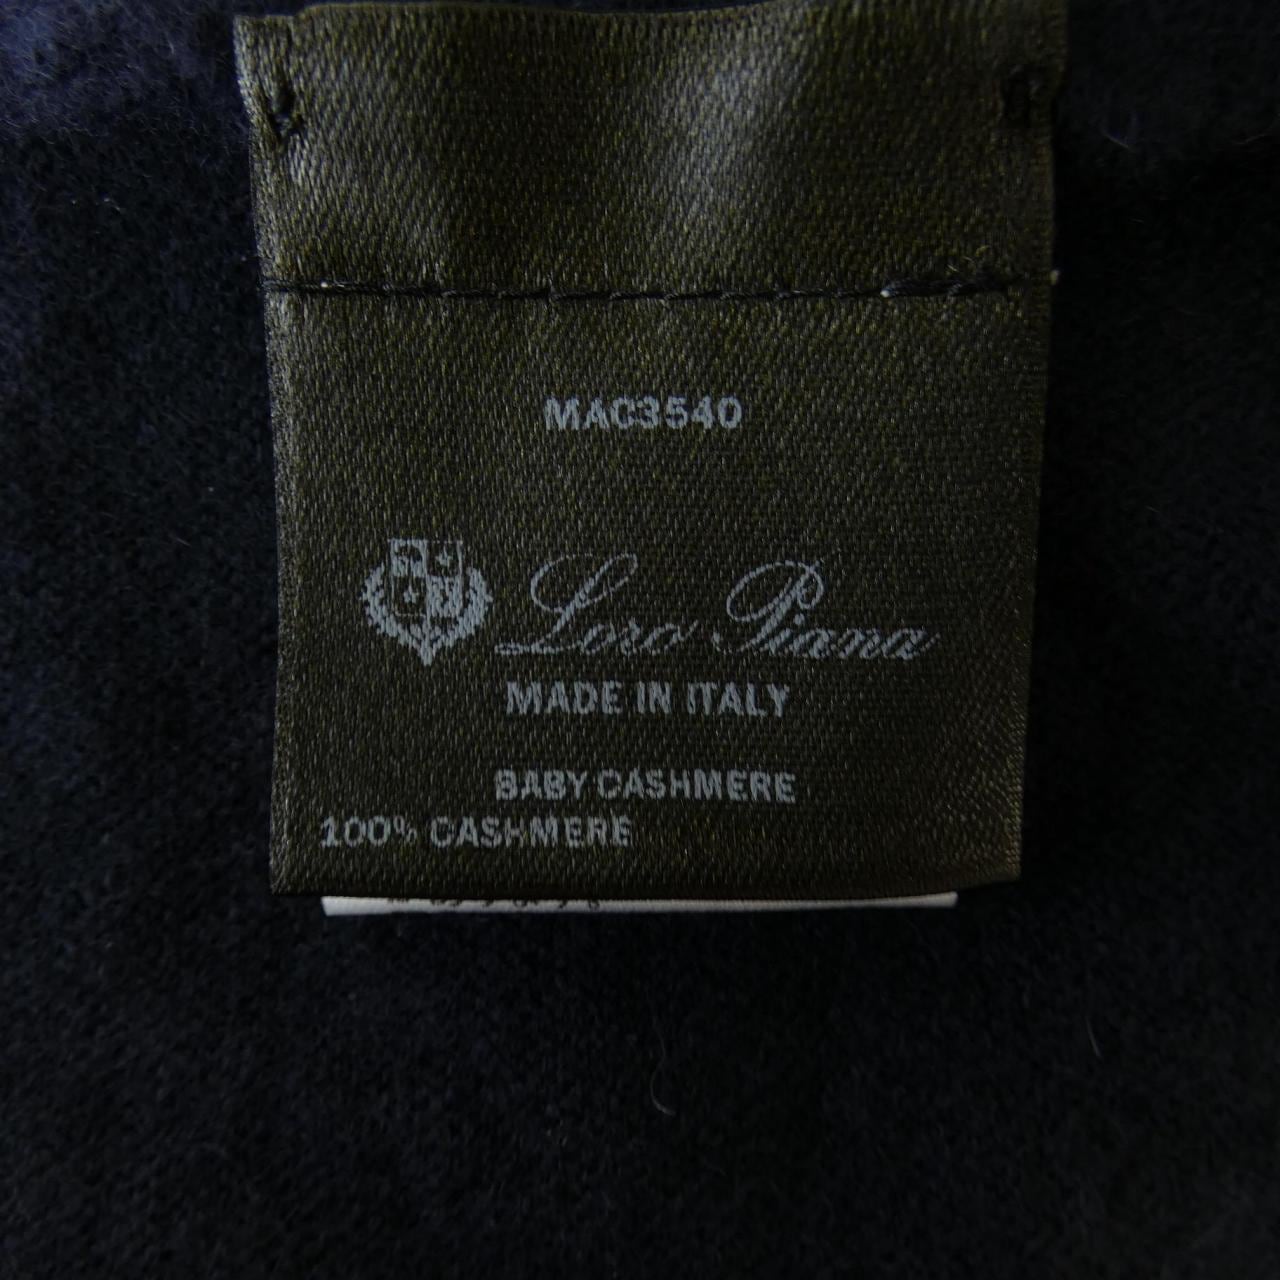 MAC3540
Loro Piana
MADE IN ITALY
BABY CASHMERE
100% CASHMERE